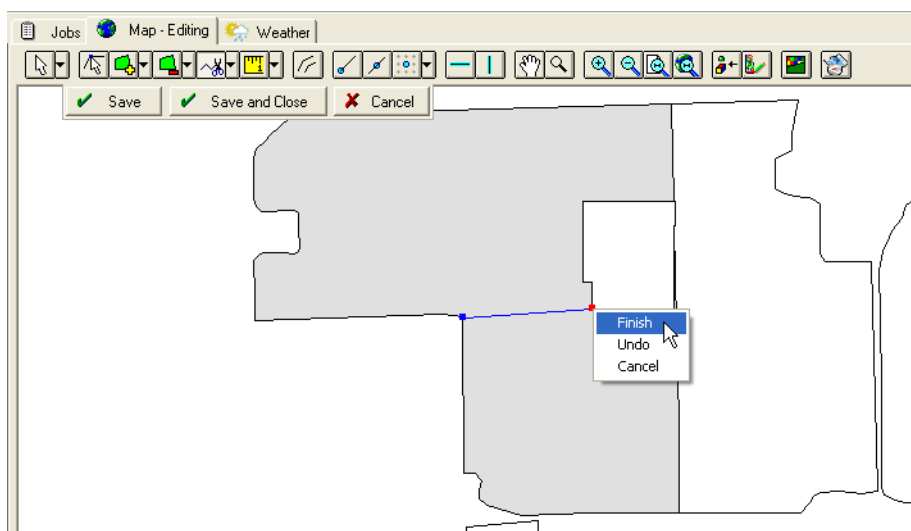 Jobs Map - Editing Weather
Save Save and Close Cancel
Finish
Undo
Cancel